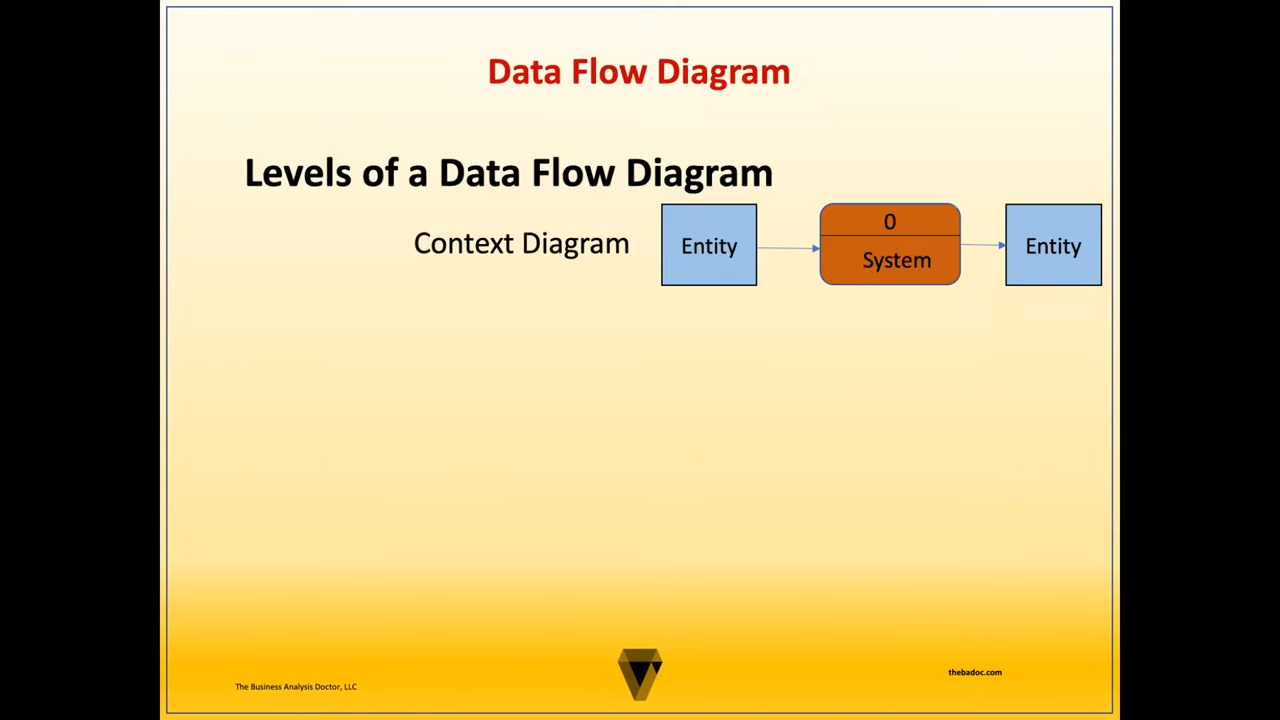 Data Flow Diagram
Levels of a Data Flow Diagram
Context Diagram
Entity
0
System
Entity
The Business Analysis Doctor, LLC
thebadoc.com